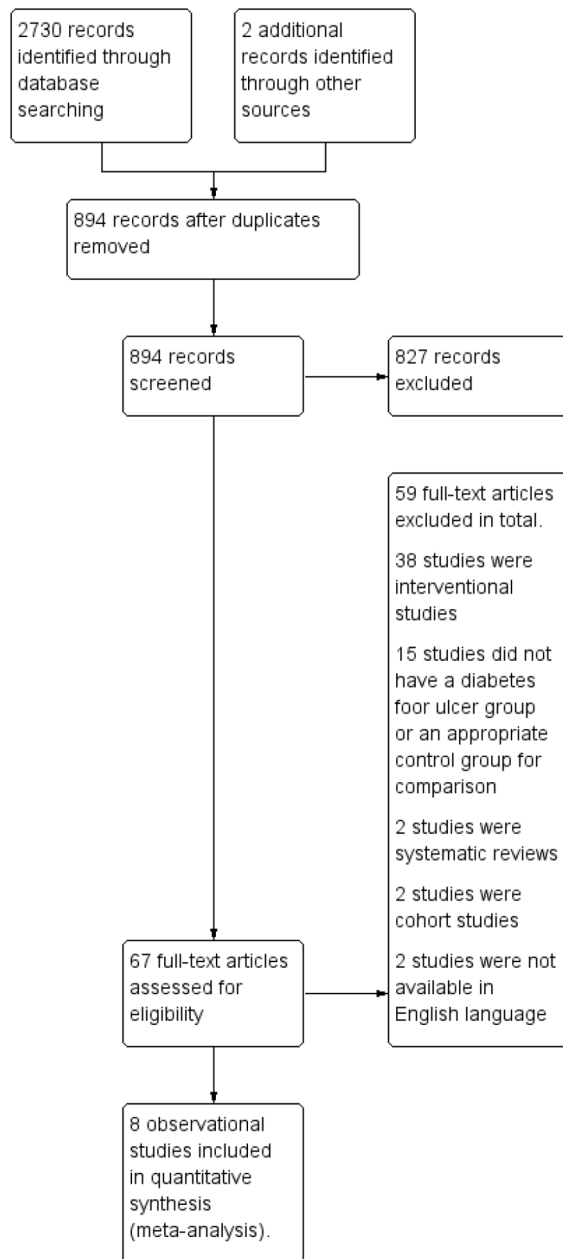 2730 records
identified through
database
searching
2 additional
records identified
through other
sources
894 records after duplicates
removed
894 records
screened
827 records
excluded
59 full-text articles
excluded in total.
38 studies were
interventional
studies
15 studies did not
have a diabetes
foor ulcer group
or an appropriate
control group for
comparison
2 studies were
systematic reviews
2 studies were
cohort studies
2 studies were not
available in
English language
67 full-text articles
assessed for
eligibility
8 observational
studies included
in quantitative
synthesis
(meta-analysis).